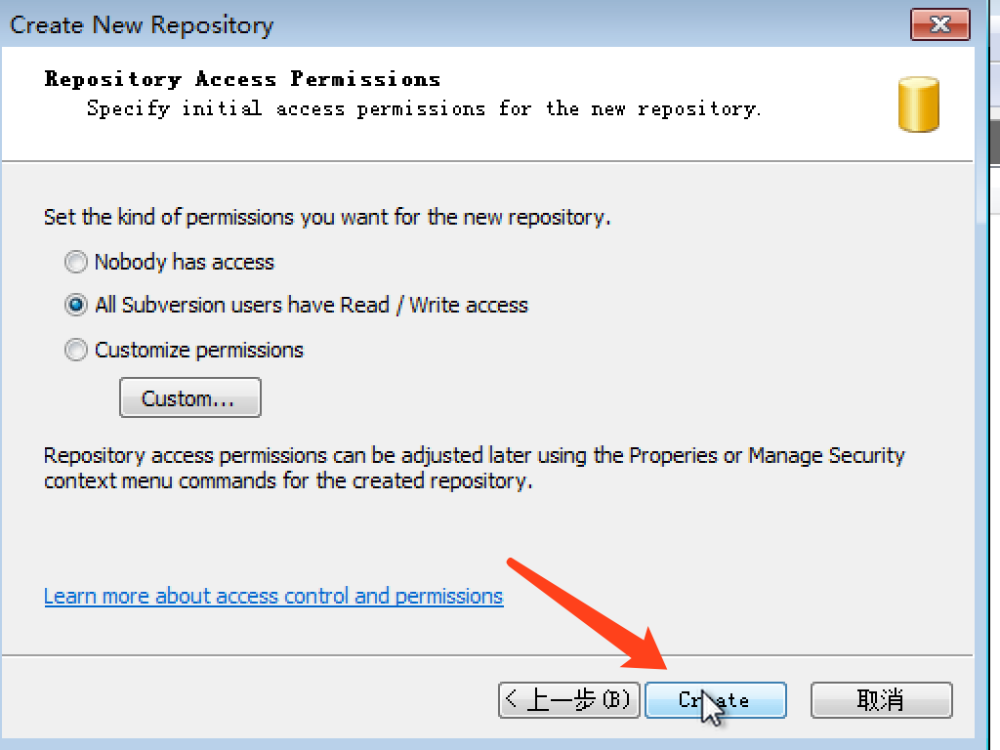 Create New Repository
Repository Access Permissions
Specify initial access permissions for the new repository.
Set the kind of permissions you want for the new repository.
Nobody has access
All Subversion users have Read / Write access
Customize permissions
Custom...
Repository access permissions can be adjusted later using the Properies or Manage Security
context menu commands for the created repository.
Learn more about access control and permissions
< 上一步(B)
Create
取消